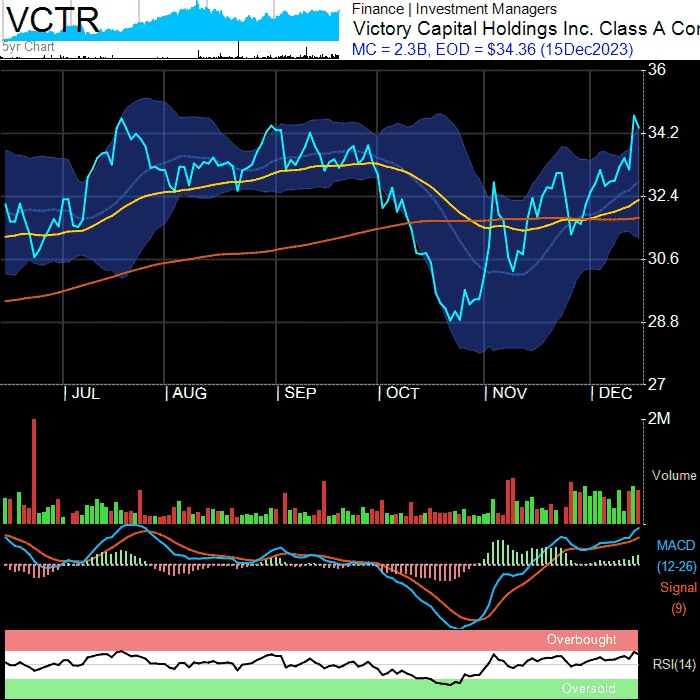 VCTR
5yr Chart
Finance | Investment Managers
Victory Capital Holdings Inc. Class A Cor
MC = 2.3B, EOD = $34.36 (15Dec2023)
36
34.2
32.4
30.6
28.8
27
JUL AUG SEP OCT NOV DEC
2M
Volume
MACD
(12-26)
Signal
(9)
Overbought
RSI(14)
Oversold